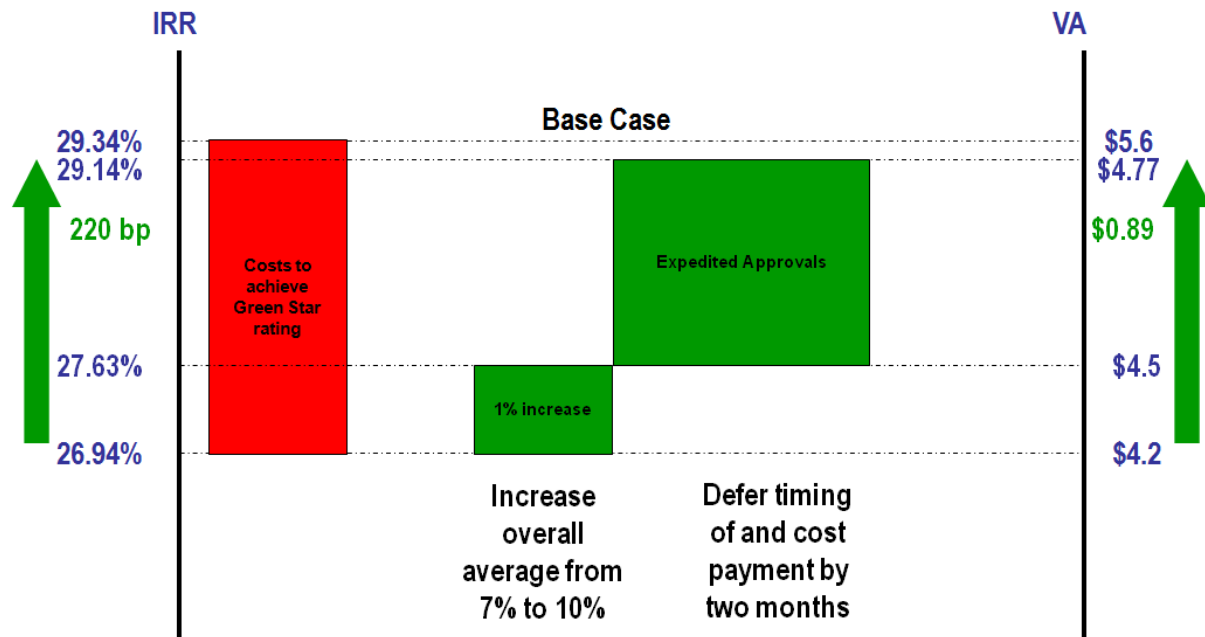 IRR
VA
Base Case
29.34%
$5.6
29.14%
$4.77
220 bp
$0.89
Costs to
achieve
Green Star
rating
Expedited Approvals
27.63%
$4.5
1% increase
26.94%
$4.2
Increase
overall
average from
7% to 10%
Defer timing
of and cost
payment by
two months